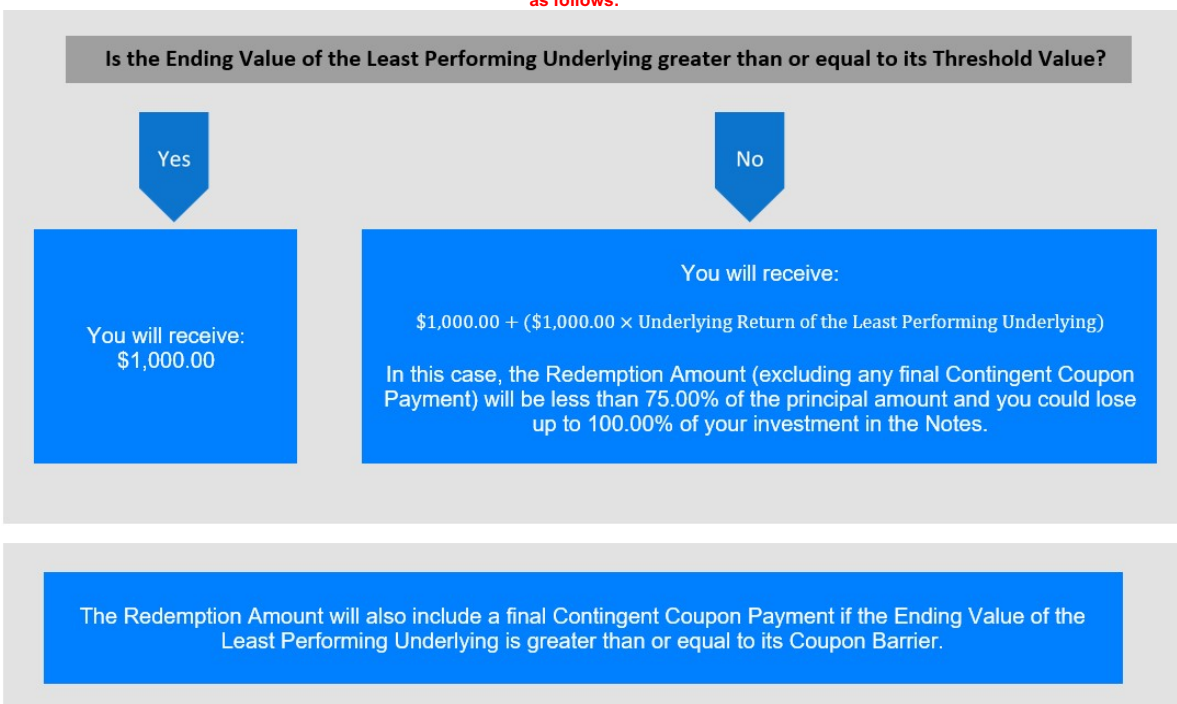 as follows:
Is the Ending Value of the Least Performing Underlying greater than or equal to its Threshold Value?
Yes
No
You will receive:
$1,000.00
You will receive:
$1,000.00 + ($1,000.00 × Underlying Return of the Least Performing Underlying)
In this case, the Redemption Amount (excluding any final Contingent Coupon
Payment) will be less than 75.00% of the principal amount and you could lose
up to 100.00% of your investment in the Notes.
The Redemption Amount will also include a final Contingent Coupon Payment if the Ending Value of the
Least Performing Underlying is greater than or equal to its Coupon Barrier.